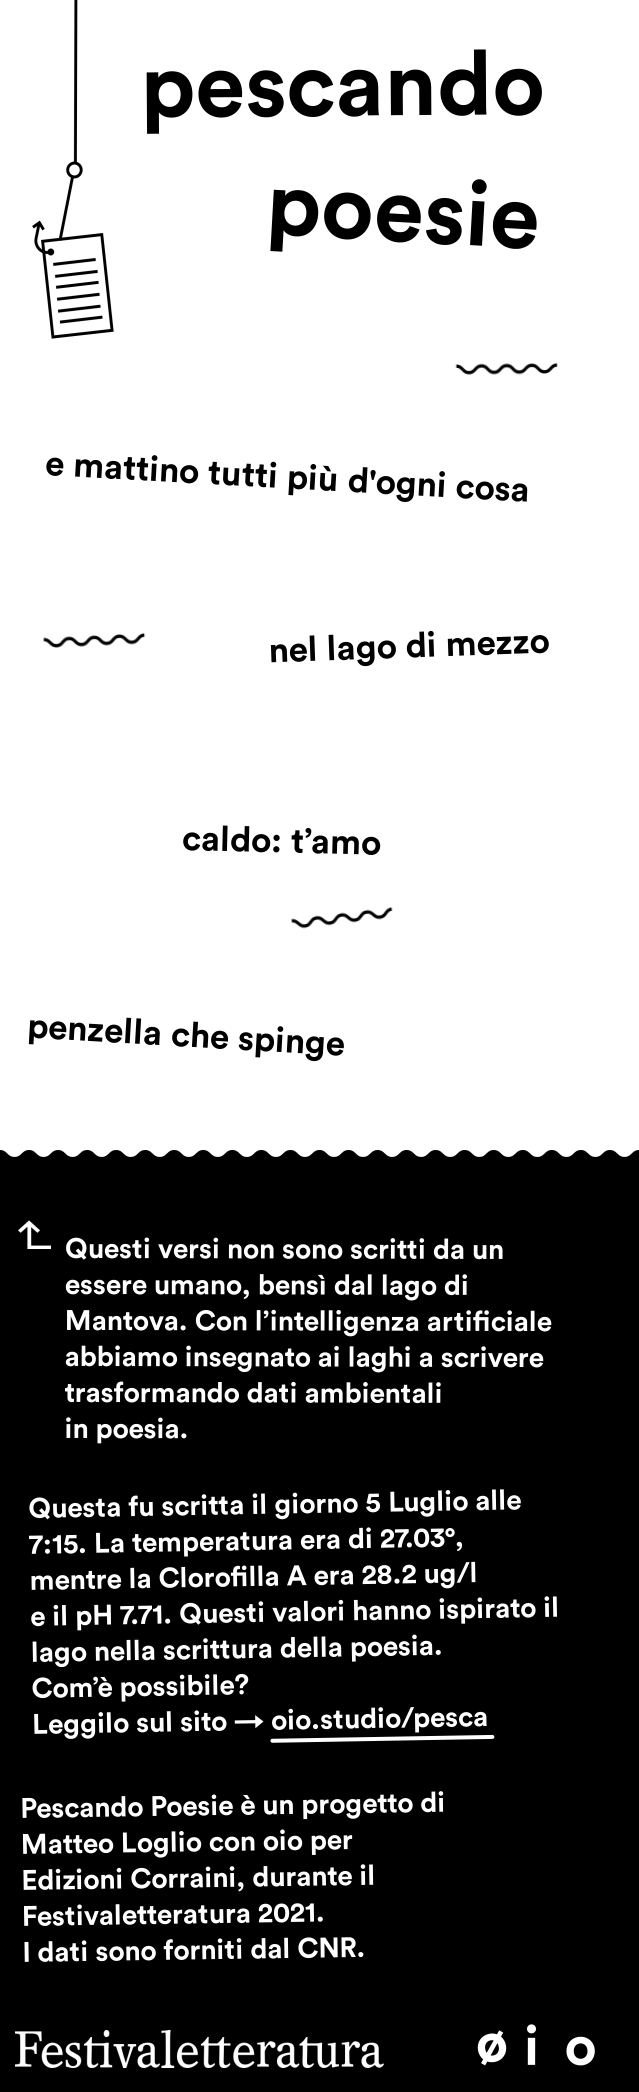 pescando
poesie
e mattino tutti più d'ogni cosa
nel lago di mezzo
caldo: t’amo
penzella che spinge
Questi versi non sono scritti da un
essere umano, bensì dal lago di
Mantova. Con l’intelligenza artificiale
abbiamo insegnato ai laghi a scrivere
trasformando dati ambientali
in poesia.
Questa fu scritta il giorno 5 Luglio alle
7:15. La temperatura era di 27.03°,
mentre la Clorofilla A era 28.2 ug/l
e il pH 7.71. Questi valori hanno ispirato il
lago nella scrittura della poesia.
Com’è possibile?
Leggilo sul sito → oio.studio/pesca
Pescando Poesie è un progetto di
Matteo Loglio con oio per
Edizioni Corraini, durante il
Festivaletteratura 2021.
I dati sono forniti dal CNR.
Festivaletteratura
ø i o